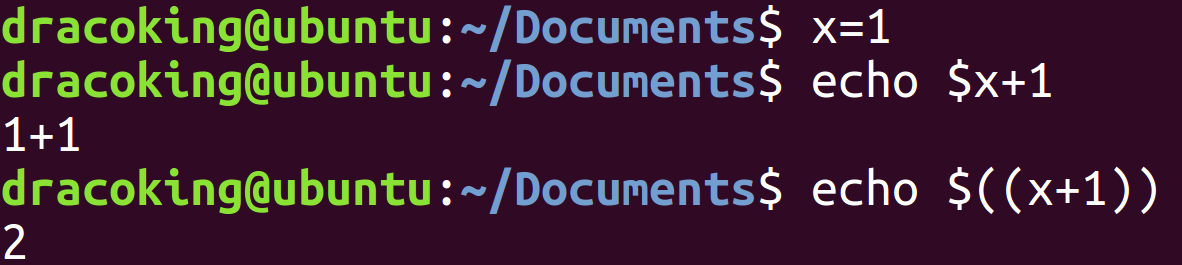 dracoking@ubuntu:~/Documents$ x=1
dracoking@ubuntu:~/Documents$ echo $x+1
1+1
dracoking@ubuntu:~/Documents$ echo $((x+1))
2